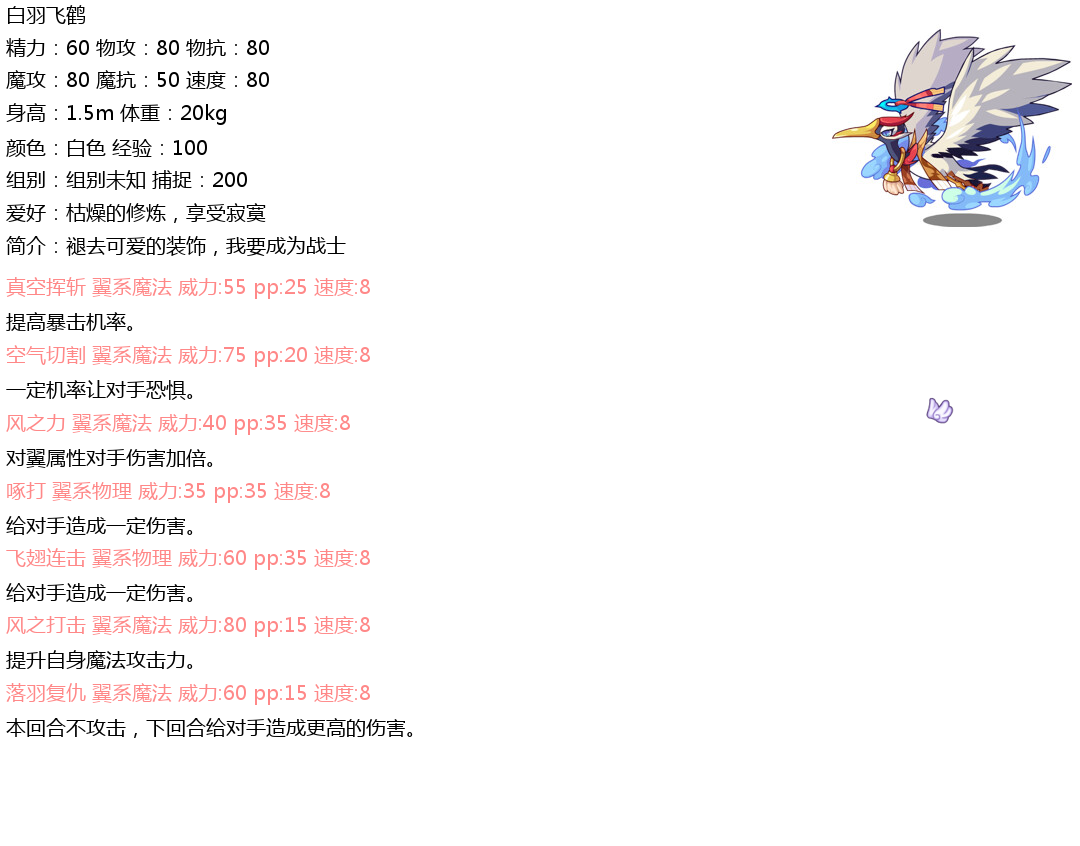 白羽飞鹤
精力：60 物攻：80 物抗：80
魔攻：80 魔抗：50 速度：80
身高：1.5m 体重：20kg
颜色：白色 经验：100
组别：组别未知 捕捉：200
爱好：枯燥的修炼，享受寂寞
简介：褪去可爱的装饰，我要成为战士
真空挥斩 翼系魔法 威力:55 pp:25 速度:8
提高暴击机率。
空气切割 翼系魔法 威力:75 pp:20 速度:8
一定机率让对手恐惧。
风之力 翼系魔法 威力:40 pp:35 速度:8
对翼属性对手伤害加倍。
啄打 翼系物理 威力:35 pp:35 速度:8
给对手造成一定伤害。
飞翅连击 翼系物理 威力:60 pp:35 速度:8
给对手造成一定伤害。
风之打击 翼系魔法 威力:80 pp:15 速度:8
提升自身魔法攻击力。
落羽复仇 翼系魔法 威力:60 pp:15 速度:8
本回合不攻击，下回合给对手造成更高的伤害。